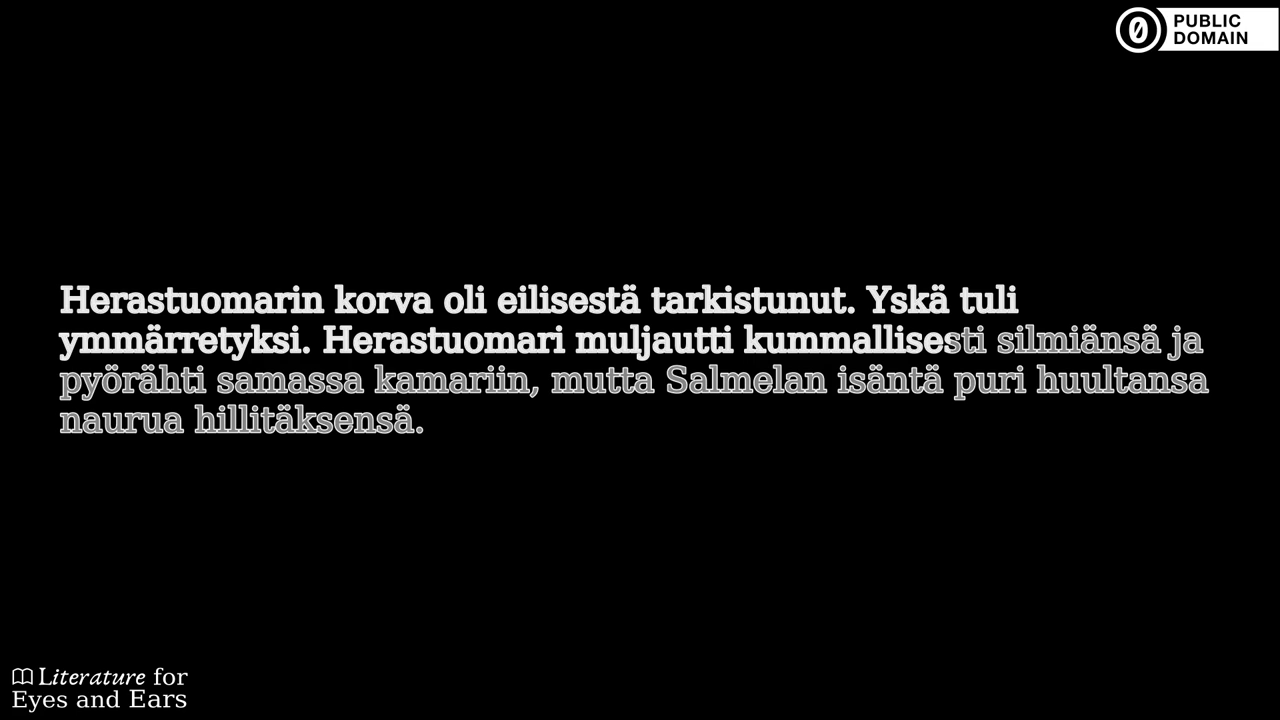 PUBLIC
DOMAIN
Herastuomarin korva oli eilisestä tarkistunut. Yskä tuli
ymmärretyksi. Herastuomari muljautti kummallisesti silmiänsä ja
pyörähti samassa kamariin, mutta Salmelan isäntä puri huultansa
naurua hillitäksensä.
Literature for
Eyes and Ears